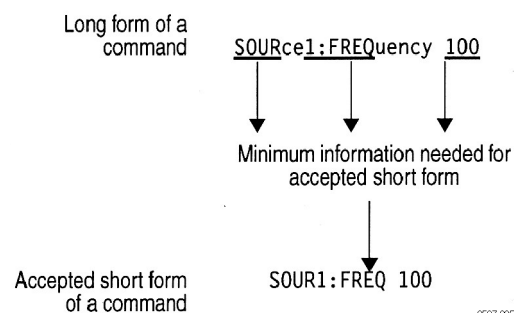 Long form of a
command
SOURce1:FREQuency 100
Minimum information needed for
accepted short form
Accepted short form
of a command
SOUR1:FREQ 100